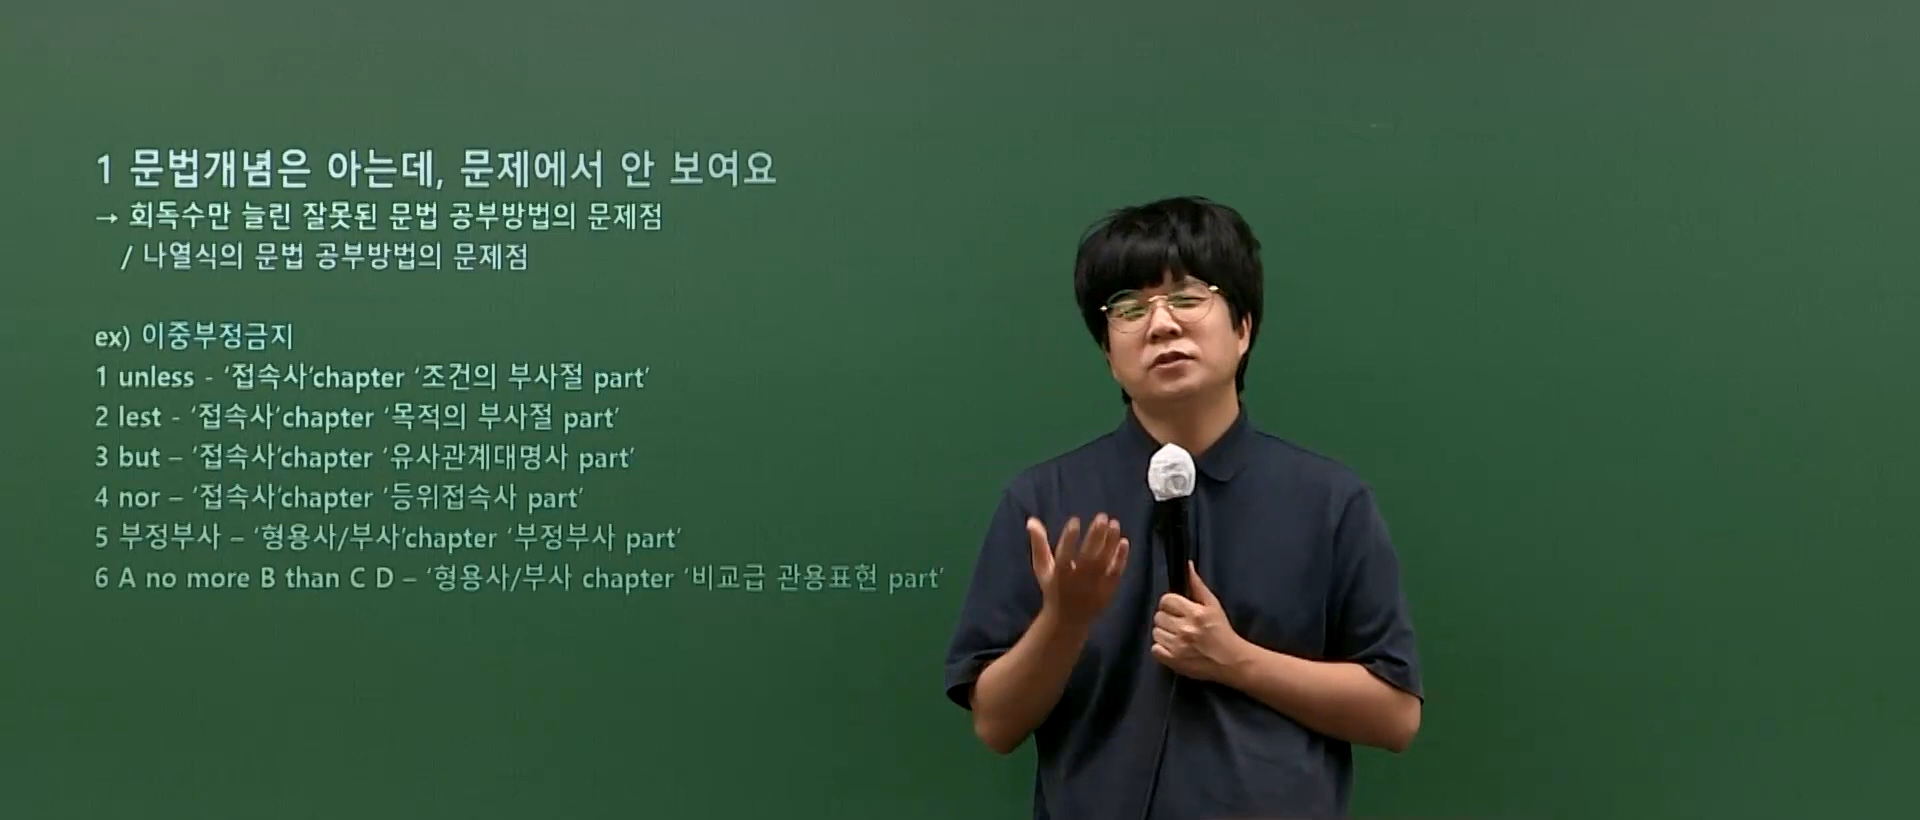 1 문법개념은 아는데, 문제에서 안 보여요
→ 회독수만 늘린 잘못된 문법 공부방법의 문제점
/ 나열식의 문법 공부방법의 문제점
ex) 이중부정금지
1 unless - ‘접속사’chapter ‘조건의 부사절 part’
2 lest - ‘접속사’chapter ‘목적의 부사절 part’
3 but – ‘접속사’chapter ‘유사관계대명사 part’
4 nor – ‘접속사’chapter ‘등위접속사 part’
5 부정부사 – ‘형용사/부사’chapter ‘부정부사 part’
6 A no more B than C D – ‘형용사/부사 chapter ‘비교급 관용표현 part’